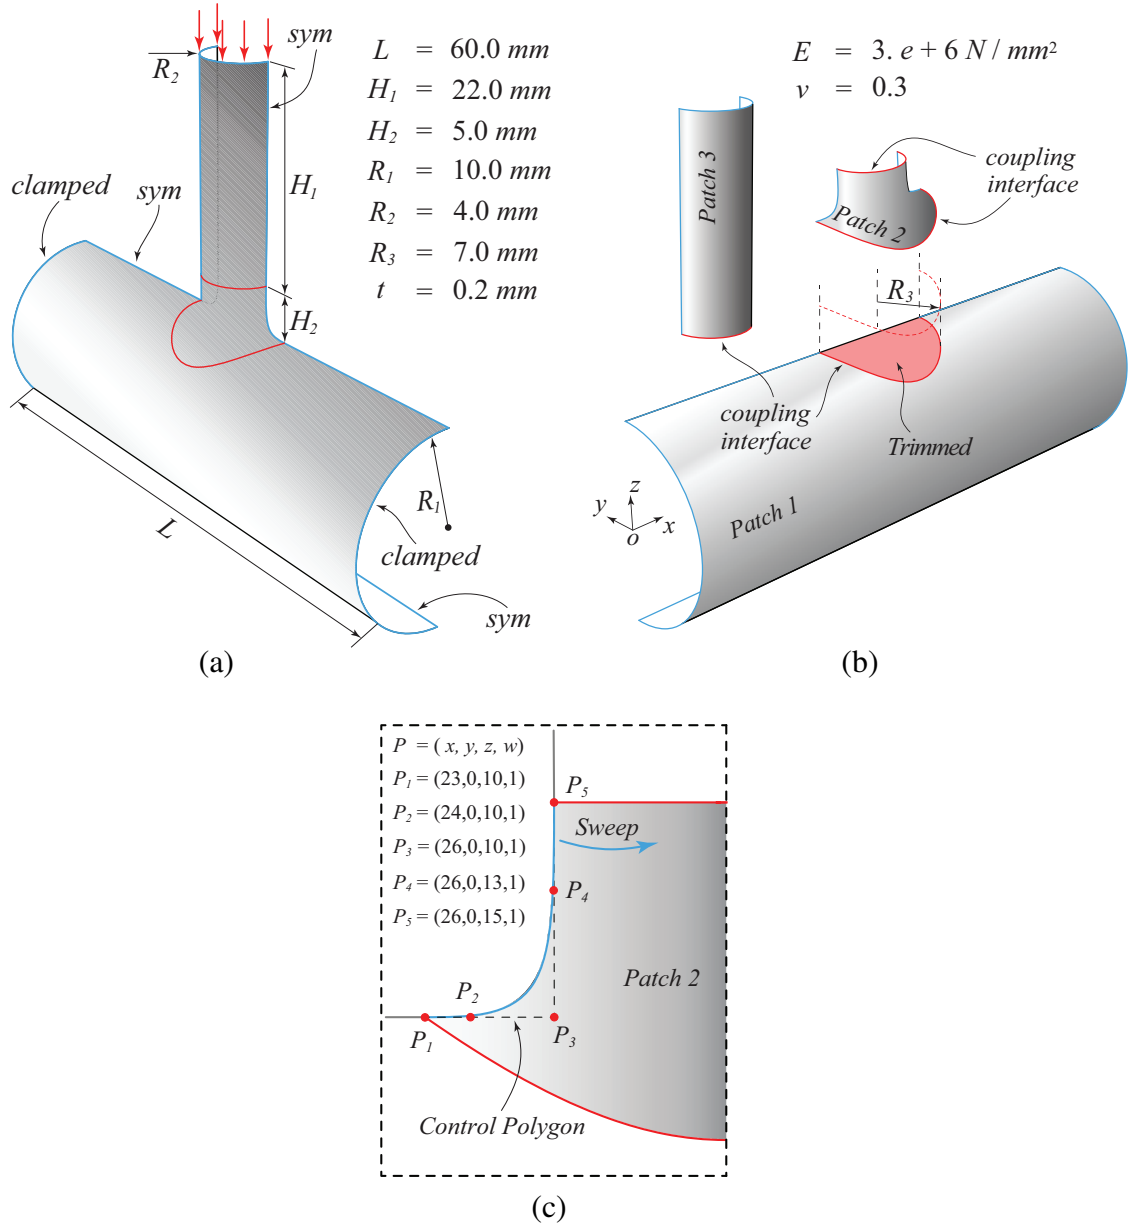 sym
R₂
L = 60.0 mm
H₁ = 22.0 mm
H₂ = 5.0 mm
R₁ = 10.0 mm
R₂ = 4.0 mm
R₃ = 7.0 mm
t = 0.2 mm
clamped
sym
H₁
H₂
R₁
L
clamped
sym
(a)
E = 3. e + 6 N / mm²
ν = 0.3
Patch 3
coupling
interface
Patch 2
R₃
coupling
interface
Trimmed
z
y
x
o
Patch 1
(b)
P = ( x, y, z, w)
P₁ = (23,0,10,1)
P₂ = (24,0,10,1)
P₃ = (26,0,10,1)
P₄ = (26,0,13,1)
P₅ = (26,0,15,1)
P₅
Sweep
P₄
Patch 2
P₂
P₁
P₃
Control Polygon
(c)